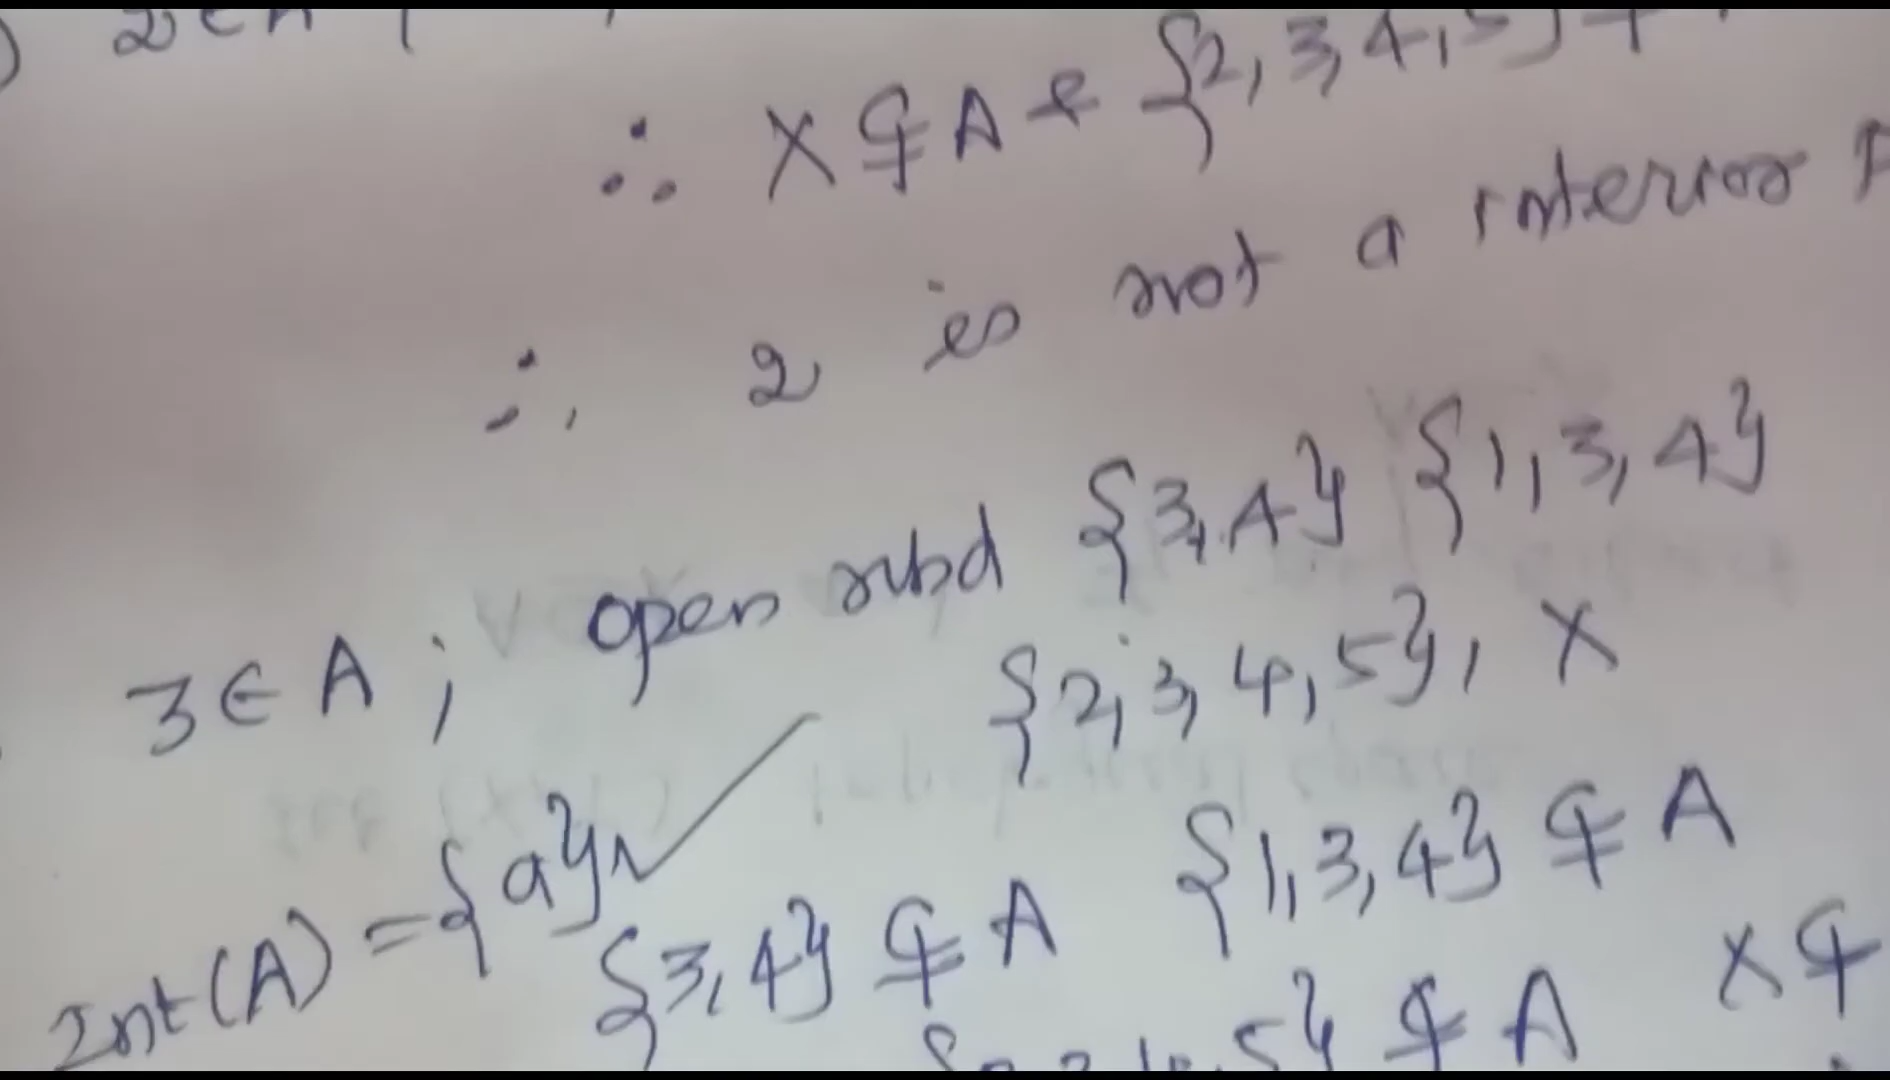 ∴ X ⊈ A & {2, 3, 4, 5} ⊈
∴ 2 is not a interior
3 ∈ A ; open nbd {3, 4} {1, 3, 4}
{2, 3, 4, 5}, X
Int(A) = {a}
{3, 4} ⊈ A {1, 3, 4} ⊈ A
5} ⊈ A X ⊈